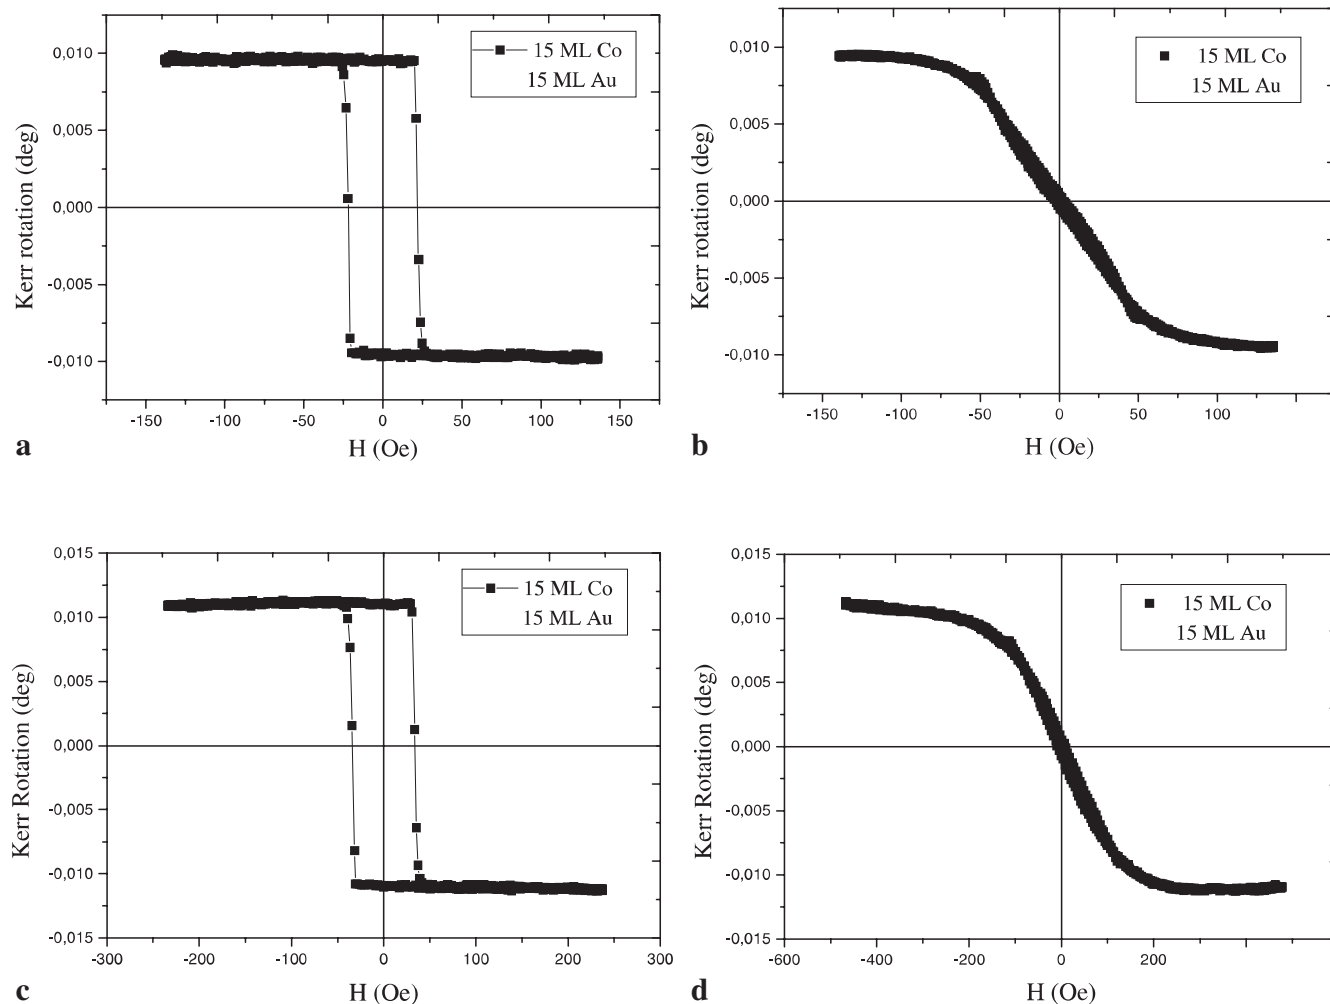 0,010
0,005
0,000
-0,005
-0,010
Kerr rotation (deg)
15 ML Co
15 ML Au
-150 -100 -50 0 50 100 150
H (Oe)
a
0,010
0,005
0,000
-0,005
-0,010
Kerr rotation (deg)
15 ML Co
15 ML Au
-150 -100 -50 0 50 100
H (Oe)
b
0,015
0,010
0,005
0,000
-0,005
-0,010
-0,015
Kerr Rotation (deg)
15 ML Co
15 ML Au
-300 -200 -100 0 100 200 300
H (Oe)
c
0,015
0,010
0,005
0,000
-0,005
-0,010
-0,015
Kerr Rotation (deg)
15 ML Co
15 ML Au
-600 -400 -200 0 200
H (Oe)
d